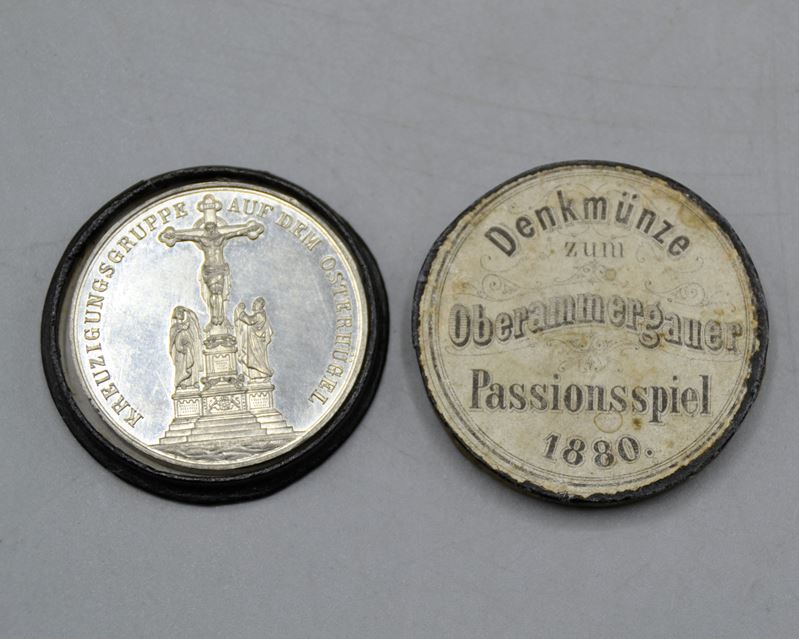 KREUZIGUNGSGRUPPE AUF DEM OSTERHÜGEL
Denkmünze
zum
Oberammergauer
Passionsspiel
1880.